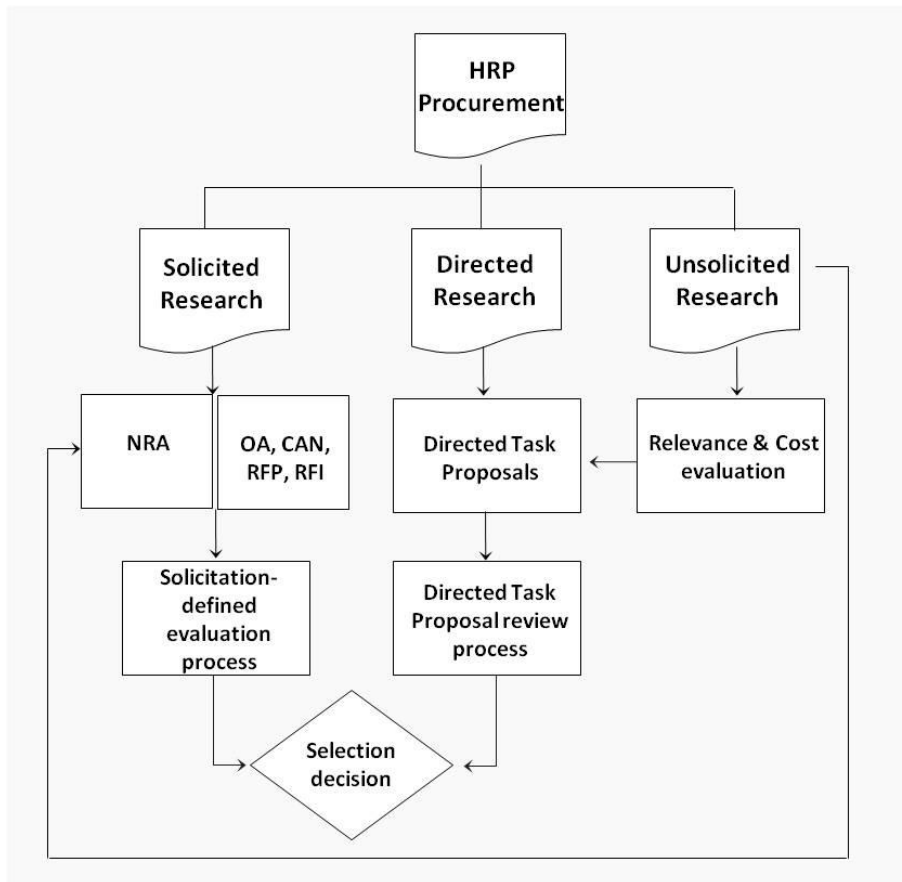 HRP
Procurement
Solicited
Research
Directed
Research
Unsolicited
Research
NRA
OA, CAN,
RFP, RFI
Directed Task
Proposals
Relevance & Cost
evaluation
Solicitation-
defined
evaluation
process
Directed Task
Proposal review
process
Selection
decision